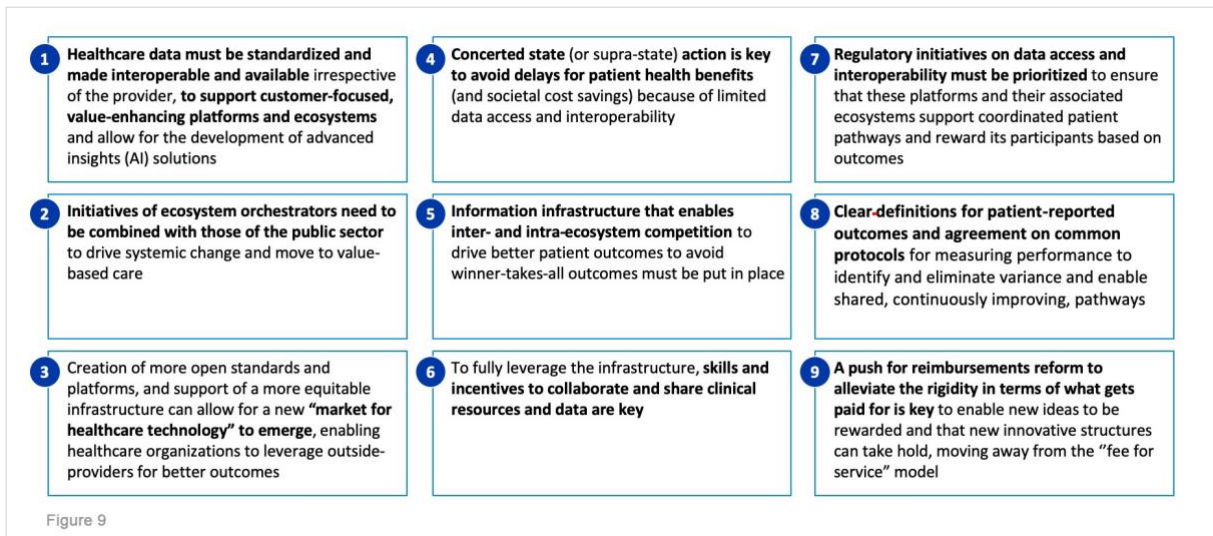 1
Healthcare data must be standardized and
made interoperable and available irrespective
of the provider, to support customer-focused,
value-enhancing platforms and ecosystems
and allow for the development of advanced
insights (AI) solutions
2
Initiatives of ecosystem orchestrators need to
be combined with those of the public sector
to drive systemic change and move to value-
based care
3
Creation of more open standards and
platforms, and support of a more equitable
infrastructure can allow for a new “market for
healthcare technology” to emerge, enabling
healthcare organizations to leverage outside-
providers for better outcomes
4
Concerted state (or supra-state) action is key
to avoid delays for patient health benefits
(and societal cost savings) because of limited
data access and interoperability
5
Information infrastructure that enables
inter- and intra-ecosystem competition to
drive better patient outcomes to avoid
winner-takes-all outcomes must be put in place
6
To fully leverage the infrastructure, skills and
incentives to collaborate and share clinical
resources and data are key
7
Regulatory initiatives on data access and
interoperability must be prioritized to ensure
that these platforms and their associated
ecosystems support coordinated patient
pathways and reward its participants based on
outcomes
8
Clear-definitions for patient-reported
outcomes and agreement on common
protocols for measuring performance to
identify and eliminate variance and enable
shared, continuously improving, pathways
9
A push for reimbursements reform to
alleviate the rigidity in terms of what gets
paid for is key to enable new ideas to be
rewarded and that new innovative structures
can take hold, moving away from the “fee for
service” model
Figure 9